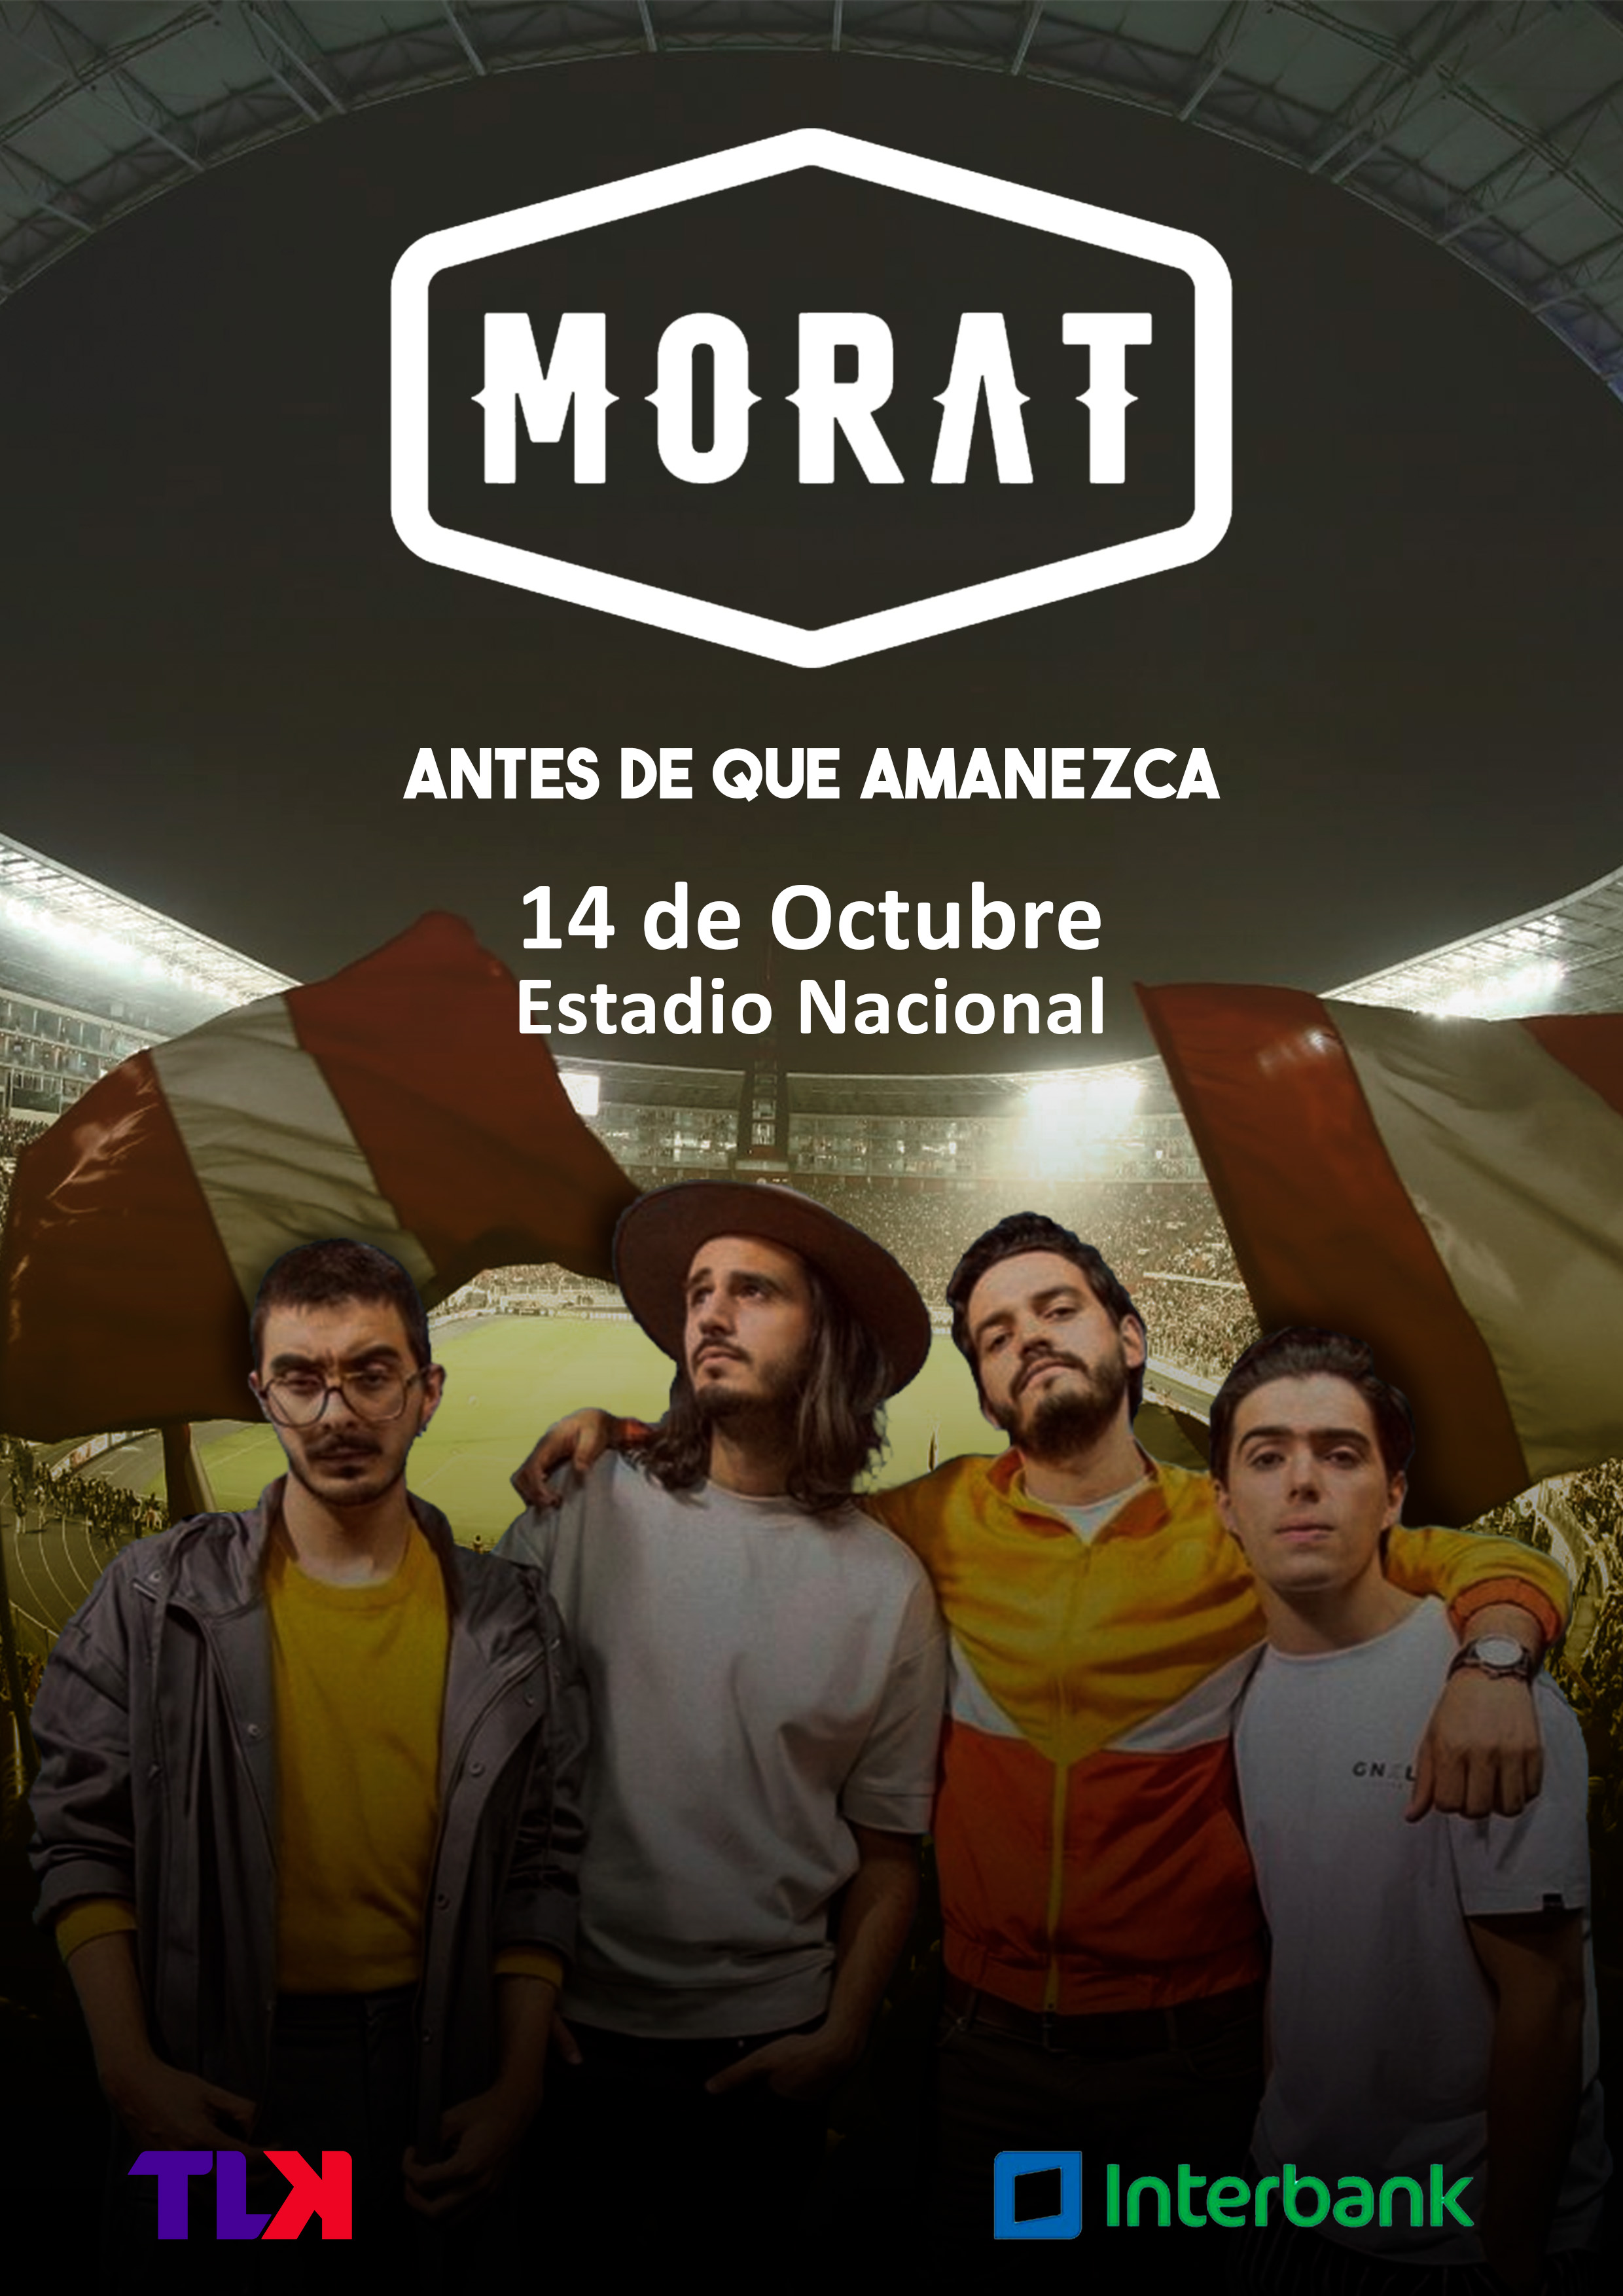 MORAT
ANTES DE QUE AMANEZCA
14 de Octubre
Estadio Nacional
TLK
Interbank